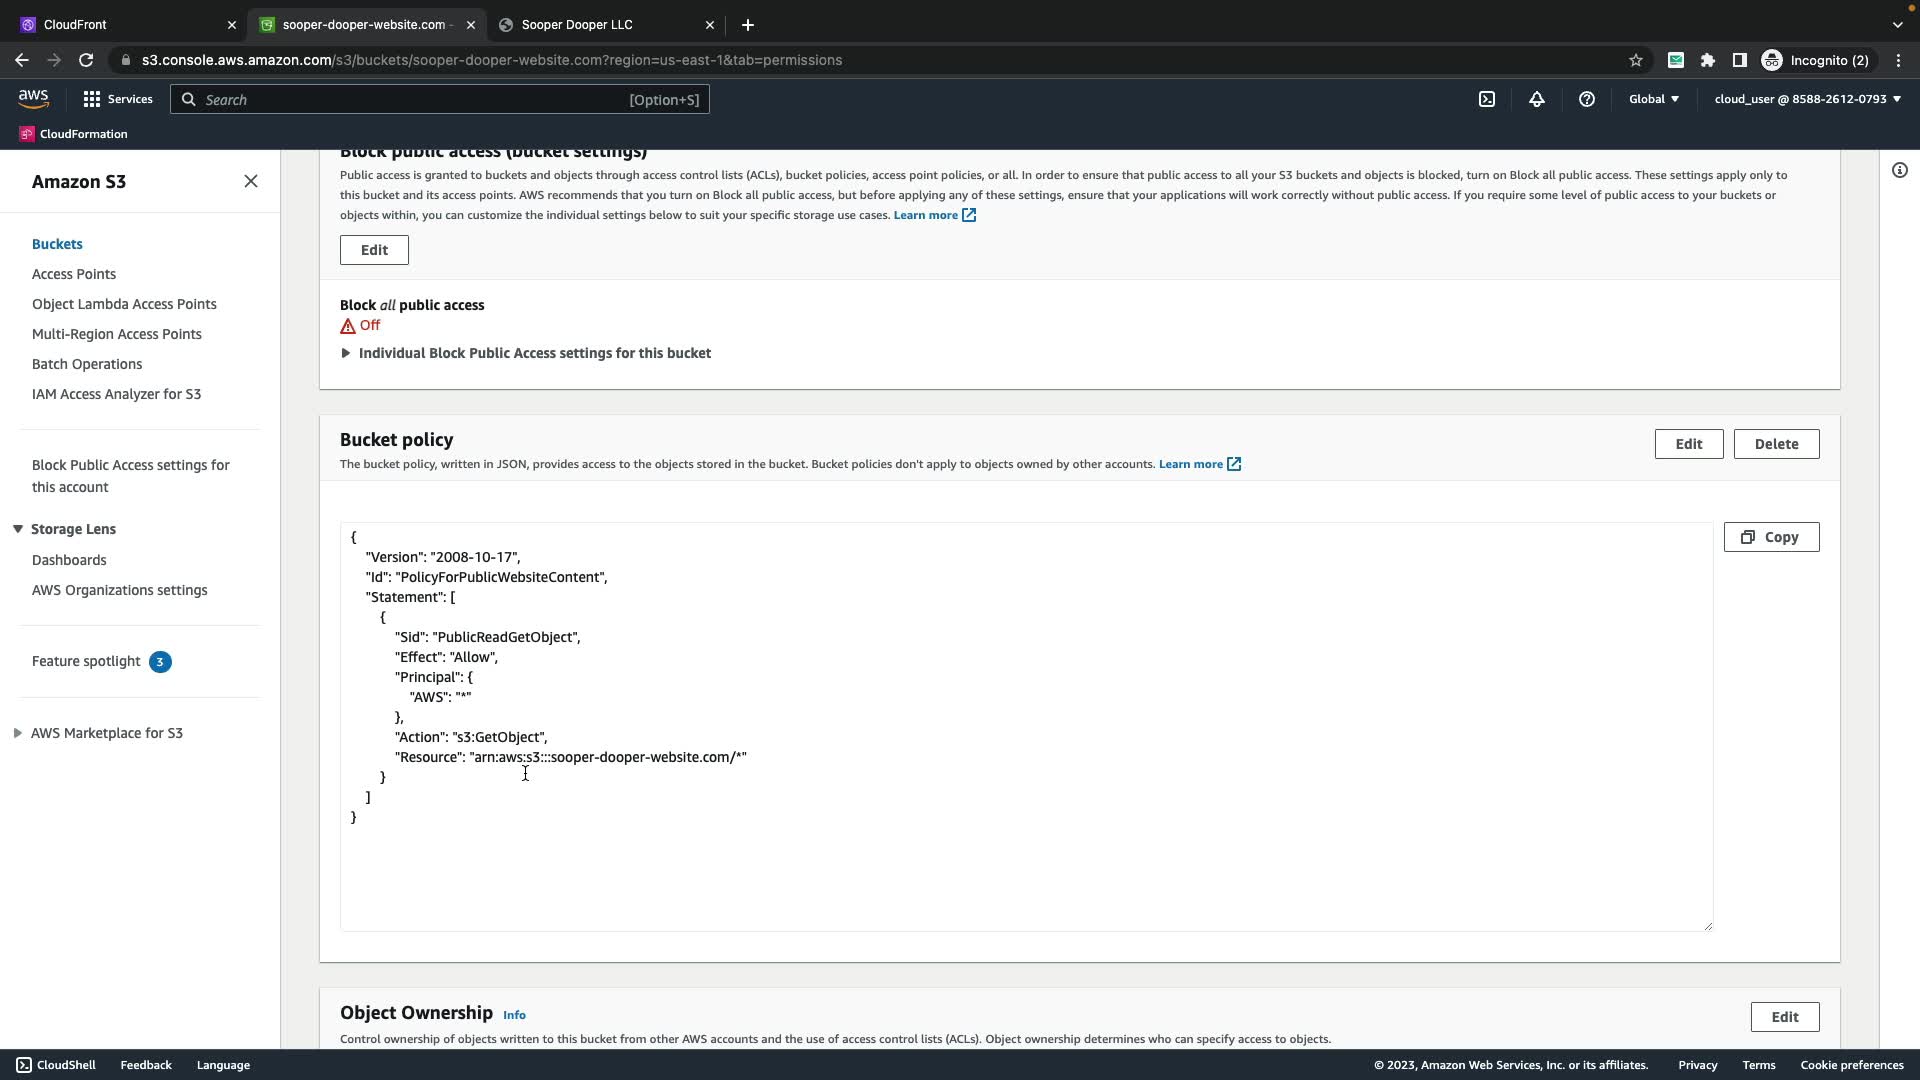 CloudFront
sooper-dooper-website.com -
Sooper Dooper LLC
s3.console.aws.amazon.com/s3/buckets/sooper-dooper-website.com?region=us-east-1&tab=permissions
Incognito (2)
aws
Services
Search
[Option+S]
Global
cloud_user @ 8588-2612-0793
CloudFormation
Amazon S3
Buckets
Access Points
Object Lambda Access Points
Multi-Region Access Points
Batch Operations
IAM Access Analyzer for S3
Block Public Access settings for
this account
Storage Lens
Dashboards
AWS Organizations settings
Feature spotlight 3
AWS Marketplace for S3
Block public access (bucket settings)
Public access is granted to buckets and objects through access control lists (ACLs), bucket policies, access point policies, or all. In order to ensure that public access to all your S3 buckets and objects is blocked, turn on Block all public access. These settings apply only to
this bucket and its access points. AWS recommends that you turn on Block all public access, but before applying any of these settings, ensure that your applications will work correctly without public access. If you require some level of public access to your buckets or
objects within, you can customize the individual settings below to suit your specific storage use cases. Learn more
Edit
Block all public access
Off
Individual Block Public Access settings for this bucket
Bucket policy
Edit
Delete
The bucket policy, written in JSON, provides access to the objects stored in the bucket. Bucket policies don't apply to objects owned by other accounts. Learn more
Copy
{
"Version": "2008-10-17",
"Id": "PolicyForPublicWebsiteContent",
"Statement": [
{
"Sid": "PublicReadGetObject",
"Effect": "Allow",
"Principal": {
"AWS": "*"
},
"Action": "s3:GetObject",
"Resource": "arn:aws:s3:::sooper-dooper-website.com/*"
}
]
}
Object Ownership Info
Edit
Control ownership of objects written to this bucket from other AWS accounts and the use of access control lists (ACLs). Object ownership determines who can specify access to objects.
CloudShell
Feedback
Language
© 2023, Amazon Web Services, Inc. or its affiliates.
Privacy
Terms
Cookie preferences